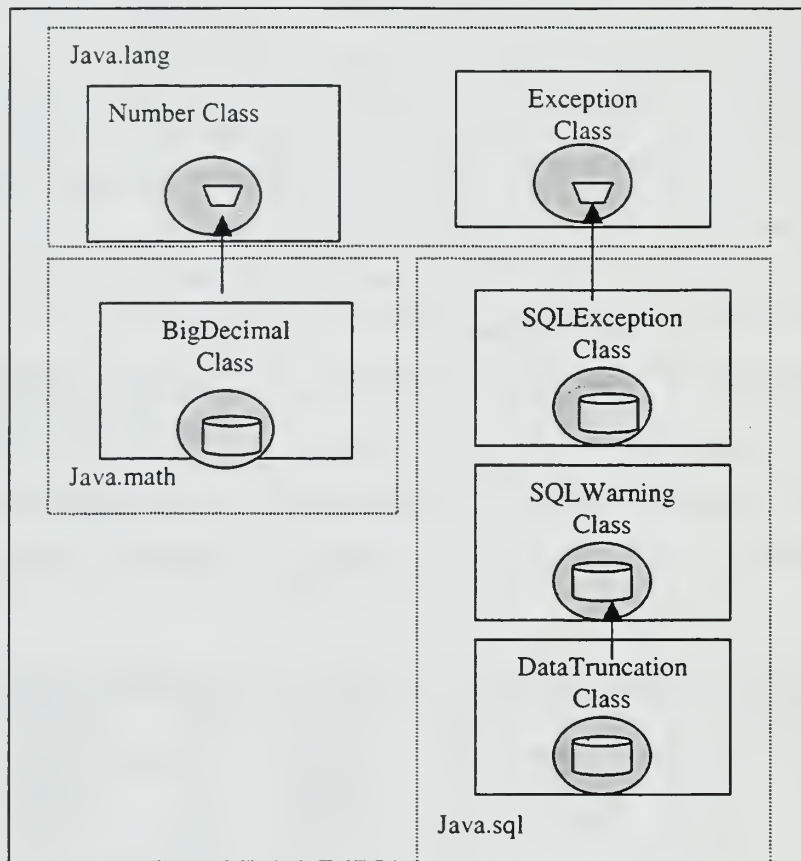 Java.lang
Number Class
Exception
Class
BigDecimal
Class
Java.math
SQLException
Class
SQLWarning
Class
DataTruncation
Class
Java.sql